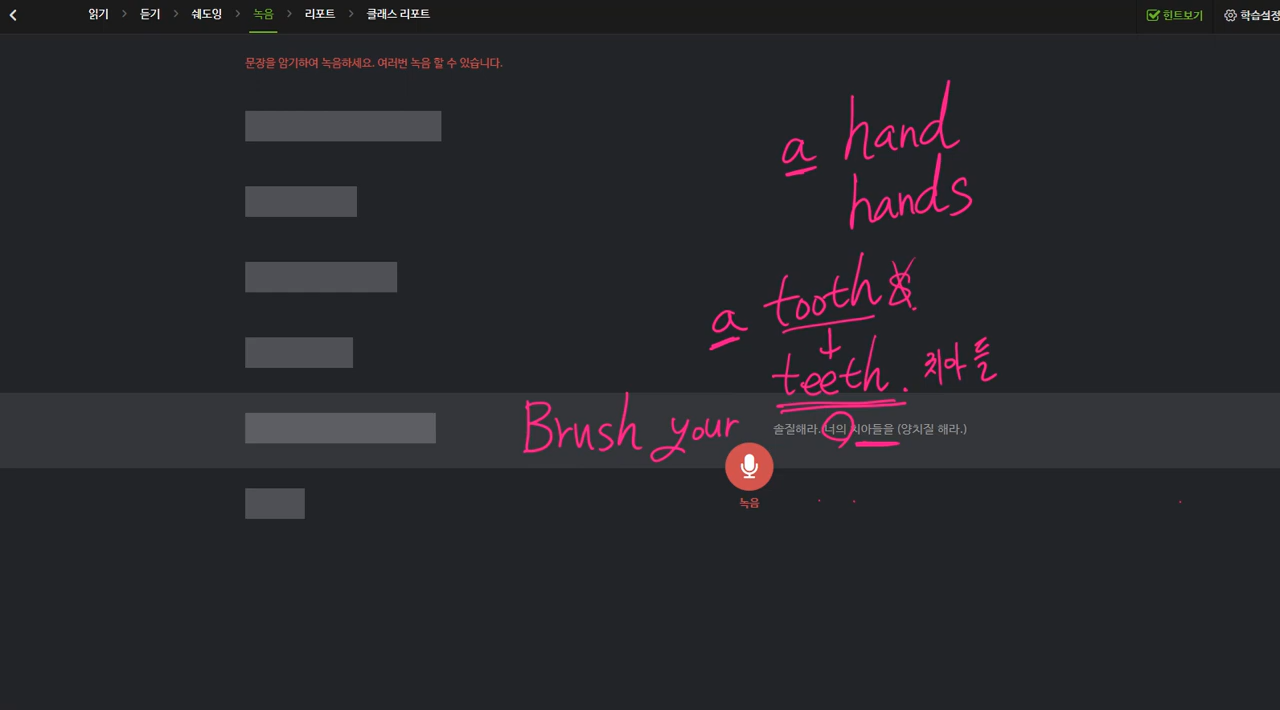 읽기 > 듣기 > 쉐도잉 > 녹음 > 리포트 > 클래스 리포트
힌트보기
학습설정
문장을 암기하여 녹음하세요. 여러번 녹음 할 수 있습니다.
a hand
hands
a tooth
teeth. 치아들
Brush your
솔질해라. 너의 치아들을 (양치질 해라.)
녹음